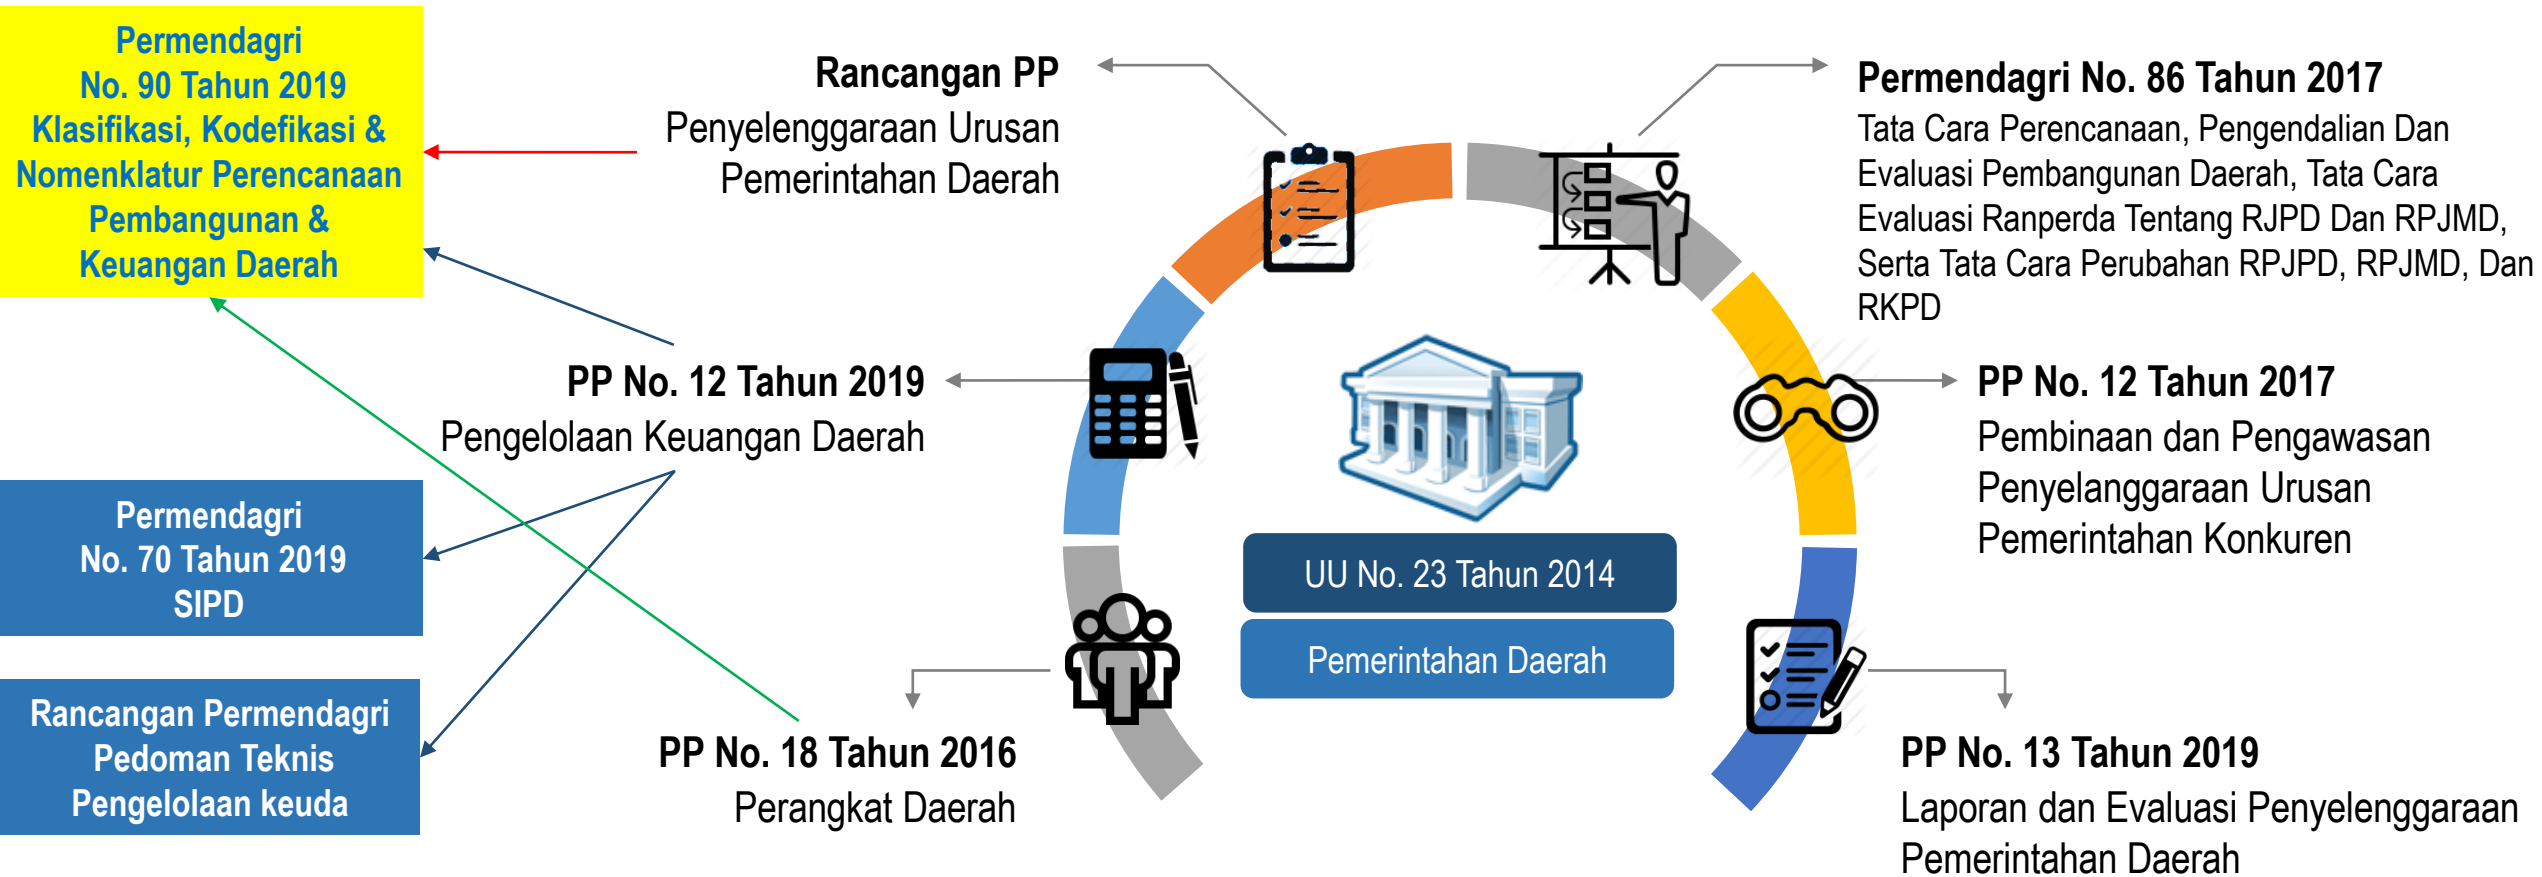 Permendagri
No. 90 Tahun 2019
Klasifikasi, Kodefikasi &
Nomenklatur Perencanaan
Pembangunan &
Keuangan Daerah
Permendagri
No. 70 Tahun 2019
SIPD
Rancangan Permendagri
Pedoman Teknis
Pengelolaan keuda
Rancangan PP
Penyelenggaraan Urusan
Pemerintahan Daerah
PP No. 12 Tahun 2019
Pengelolaan Keuangan Daerah
PP No. 18 Tahun 2016
Perangkat Daerah
UU No. 23 Tahun 2014
Pemerintahan Daerah
Permendagri No. 86 Tahun 2017
Tata Cara Perencanaan, Pengendalian Dan
Evaluasi Pembangunan Daerah, Tata Cara
Evaluasi Ranperda Tentang RJPD Dan RPJMD,
Serta Tata Cara Perubahan RPJPD, RPJMD, Dan
RKPD
PP No. 12 Tahun 2017
Pembinaan dan Pengawasan
Penyelanggaraan Urusan
Pemerintahan Konkuren
PP No. 13 Tahun 2019
Laporan dan Evaluasi Penyelenggaraan
Pemerintahan Daerah